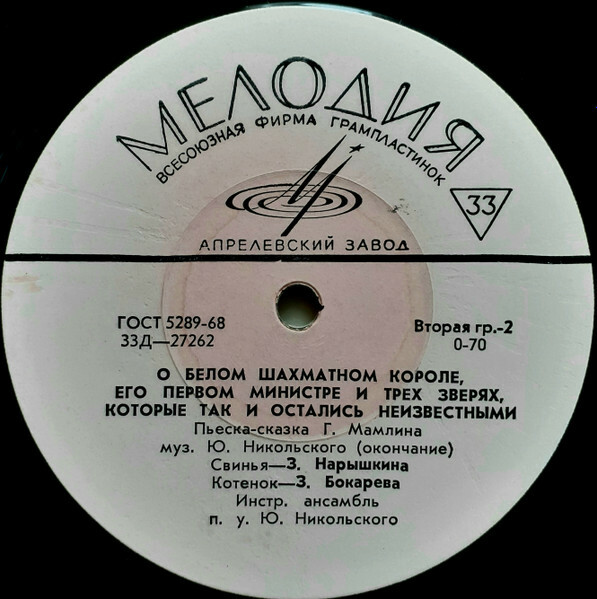 МЕЛОДИЯ
ВСЕСОЮЗНАЯ ФИРМА ГРАМПЛАСТИНОК
33
АПРЕЛЕВСКИЙ ЗАВОД
ГОСТ 5289-68
33Д—27262
Вторая гр.-2
0-70
О БЕЛОМ ШАХМАТНОМ КОРОЛЕ,
ЕГО ПЕРВОМ МИНИСТРЕ И ТРЕХ ЗВЕРЯХ,
КОТОРЫЕ ТАК И ОСТАЛИСЬ НЕИЗВЕСТНЫМИ
Пьеска-сказка Г. Мамлина
муз. Ю. Никольского (окончание)
Свинья—З. Нарышкина
Котенок—З. Бокарева
Инстр. ансамбль
п. у. Ю. Никольского